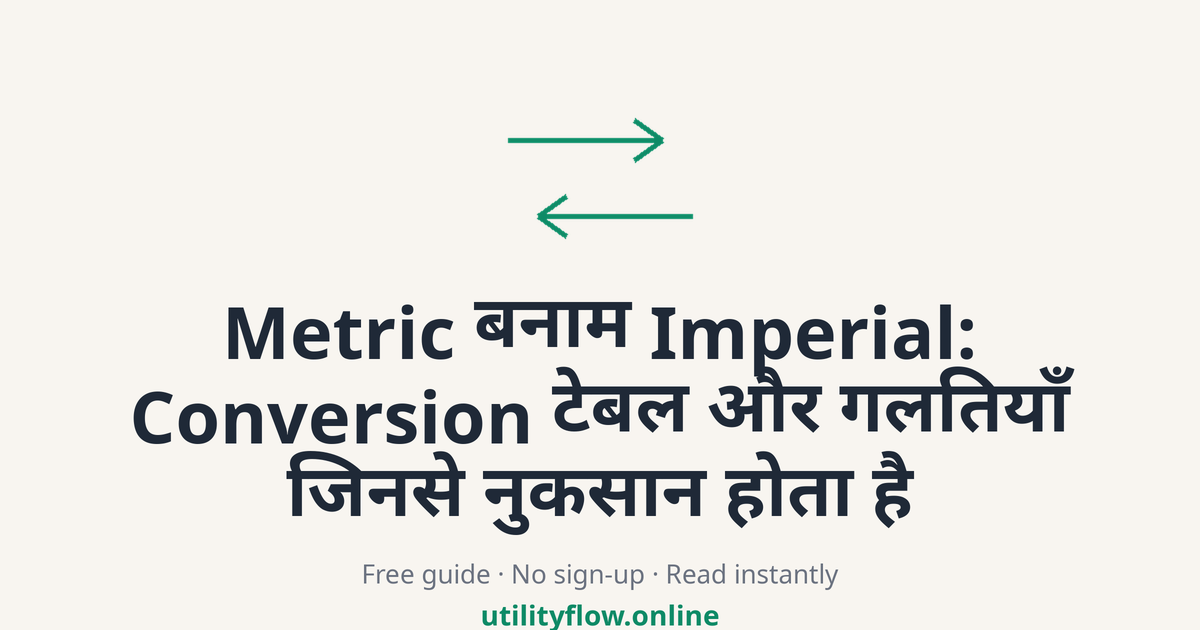 Metric बनाम Imperial:
Conversion टेबल और गलतियाँ
जिनसे नुकसान होता है
Free guide · No sign-up · Read instantly
utilityflow.online